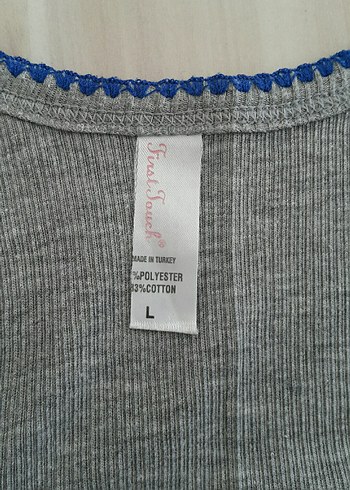 First Touch®
MADE IN TURKEY
%POLYESTER
3%COTTON
L